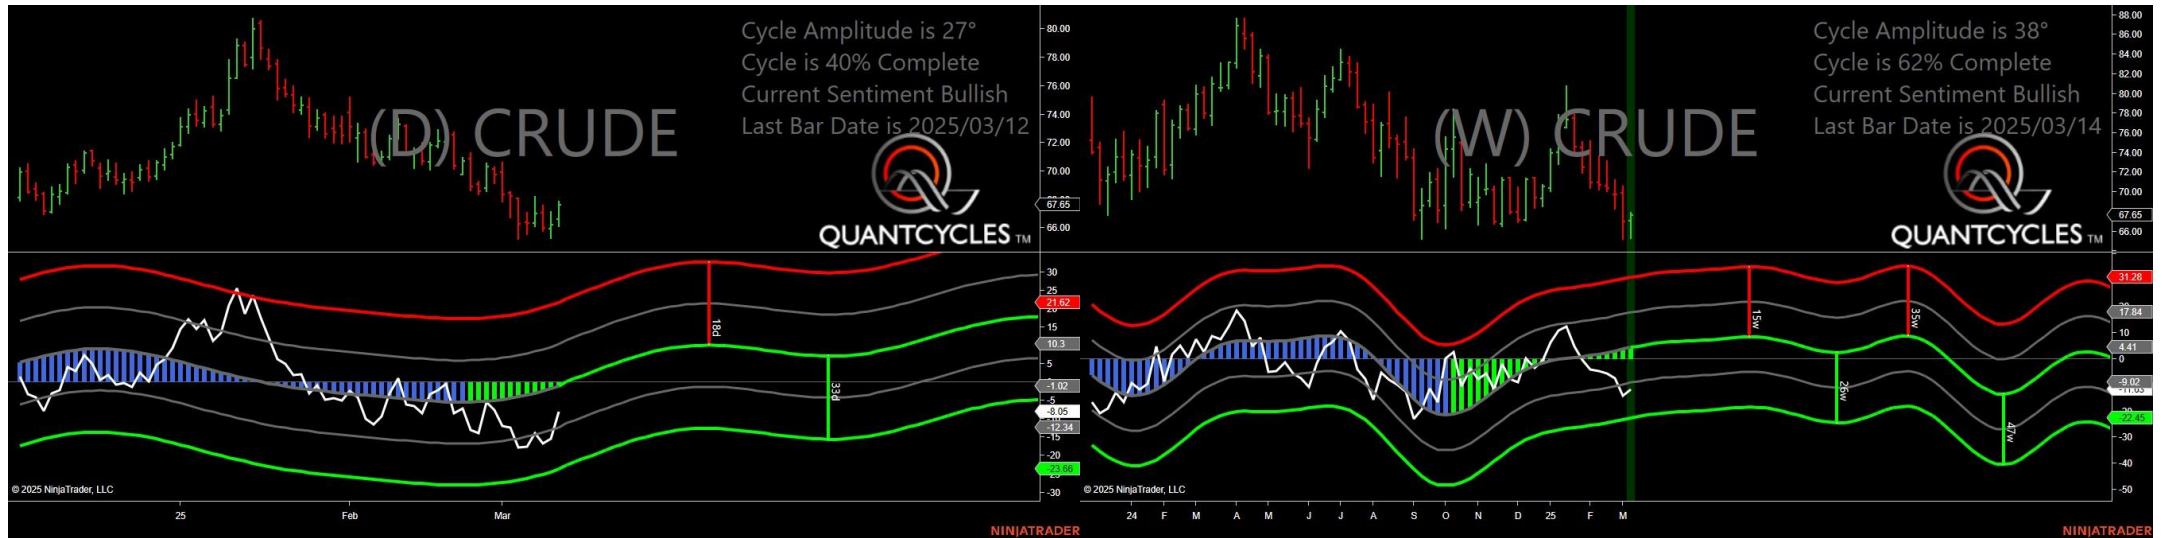 Cycle Amplitude is 27°
Cycle is 40% Complete
Current Sentiment Bullish
Last Bar Date is 2025/03/12
(D) CRUDE
QUANTCYCLES TM
80.00
78.00
76.00
74.00
72.00
70.00
67.65
66.00
30
25
21.62
15
10.3
5
-1.02
-5
-8.05
-12.34
-15
-20
-23.66
-30
18d
33d
© 2025 NinjaTrader, LLC
25 Feb Mar
NINJATRADER
Cycle Amplitude is 38°
Cycle is 62% Complete
Current Sentiment Bullish
Last Bar Date is 2025/03/14
(W) CRUDE
QUANTCYCLES TM
88.00
86.00
84.00
82.00
80.00
78.00
76.00
74.00
72.00
70.00
67.65
66.00
31.28
17.84
10
4.41
0
-9.02
-22.45
-30
-40
-50
15w
26w
35w
47w
© 2025 NinjaTrader, LLC
24 F M A M J J A S O N D 25 F M
NINJATRADER